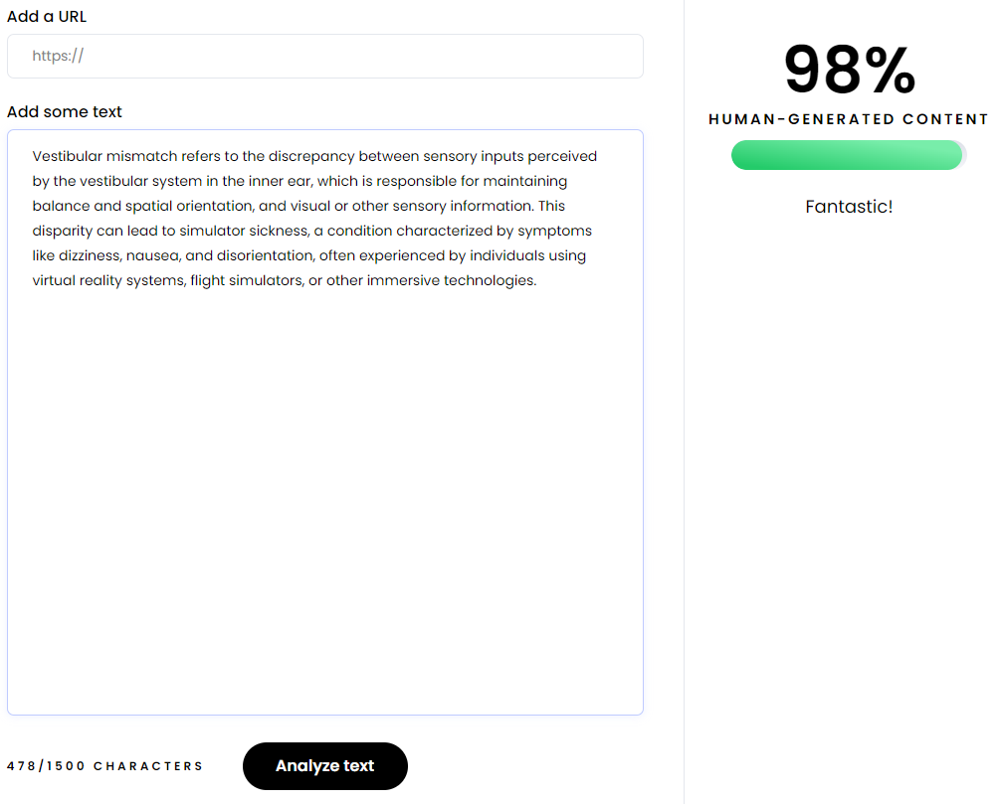 Add a URL
https://
Add some text
Vestibular mismatch refers to the discrepancy between sensory inputs perceived
by the vestibular system in the inner ear, which is responsible for maintaining
balance and spatial orientation, and visual or other sensory information. This
disparity can lead to simulator sickness, a condition characterized by symptoms
like dizziness, nausea, and disorientation, often experienced by individuals using
virtual reality systems, flight simulators, or other immersive technologies.
478/1500 CHARACTERS
Analyze text
98%
HUMAN-GENERATED CONTENT
Fantastic!